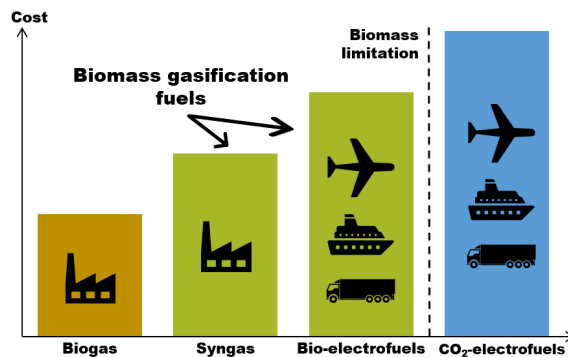 Cost
Biomass
limitation
Biomass gasification
fuels
Biogas
Syngas
Bio-electrofuels
CO₂-electrofuels